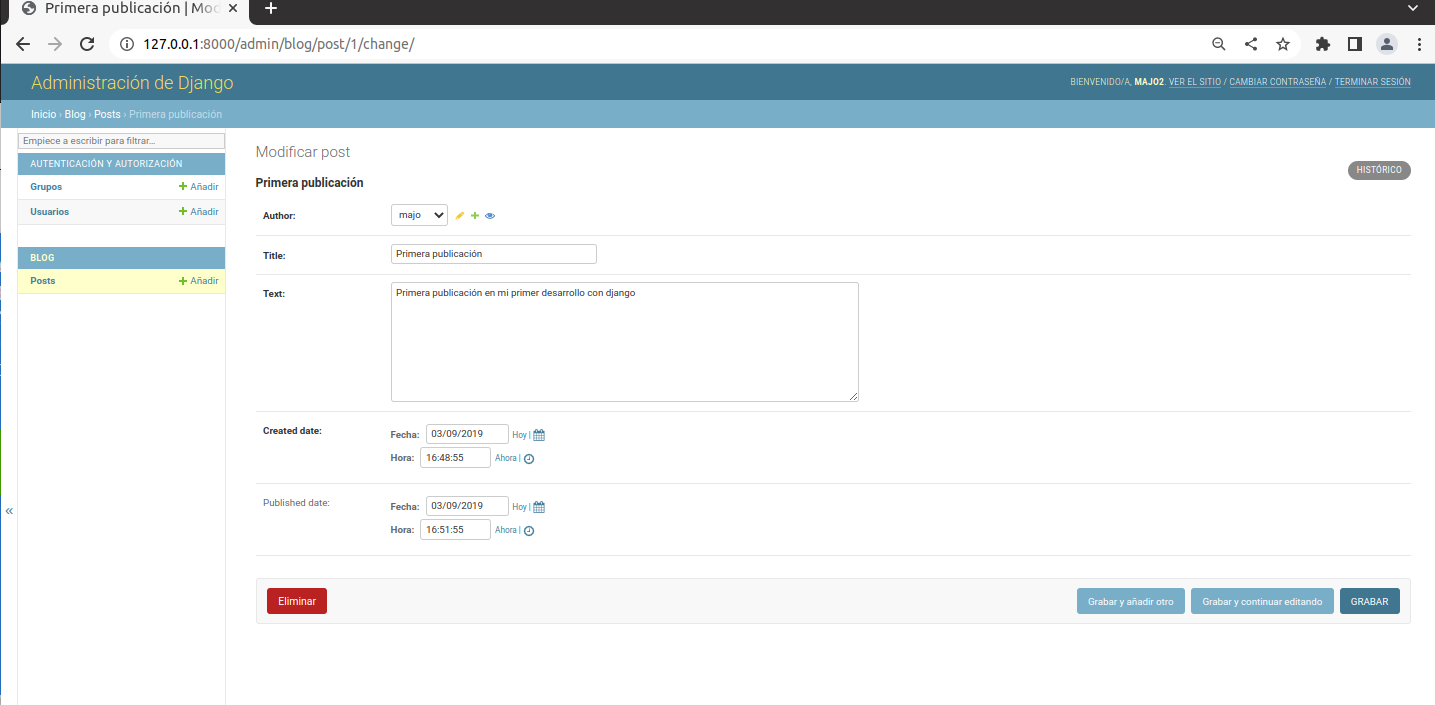 Primera publicación | Mod
127.0.0.1:8000/admin/blog/post/1/change/
Administración de Django
BIENVENIDO/A, MAJO2. VER EL SITIO / CAMBIAR CONTRASEÑA / TERMINAR SESIÓN
Inicio › Blog › Posts › Primera publicación
Empiece a escribir para filtrar...
AUTENTICACIÓN Y AUTORIZACIÓN
Grupos + Añadir
Usuarios + Añadir
BLOG
Posts + Añadir
«
Modificar post
HISTÓRICO
Primera publicación
Author: majo
Title: Primera publicación
Text: Primera publicación en mi primer desarrollo con django
Created date: Fecha: 03/09/2019 Hoy |
Hora: 16:48:55 Ahora |
Published date: Fecha: 03/09/2019 Hoy |
Hora: 16:51:55 Ahora |
Eliminar Grabar y añadir otro Grabar y continuar editando GRABAR